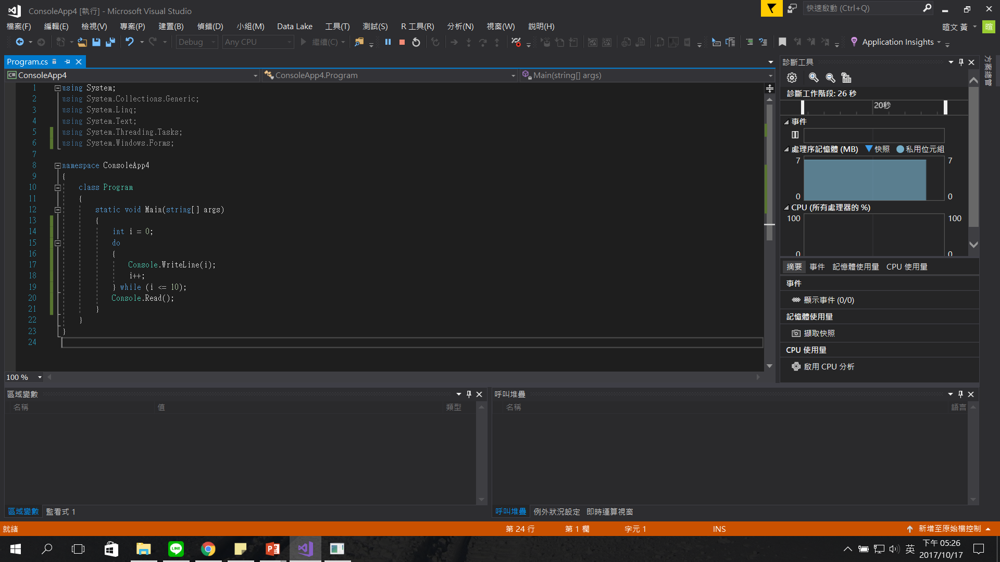 ConsoleApp4 [執行] - Microsoft Visual Studio
快速啟動 (Ctrl+Q)
檔案(F) 編輯(E) 檢視(V) 專案(P) 建置(B) 偵錯(D) 小組(M) Data Lake 工具(T) 測試(S) R 工具(R) 分析(N) 視窗(W) 說明(H)
暄文 黃 暄
Debug Any CPU 繼續(C) Application Insights
Program.cs
ConsoleApp4 ConsoleApp4.Program Main(string[] args)
1 using System;
2 using System.Collections.Generic;
3 using System.Linq;
4 using System.Text;
5 using System.Threading.Tasks;
6 using System.Windows.Forms;
7
8 namespace ConsoleApp4
9 {
10 class Program
11 {
12 static void Main(string[] args)
13 {
14 int i = 0;
15 do
16 {
17 Console.WriteLine(i);
18 i++;
19 } while (i <= 10);
20 Console.Read();
21 }
22 }
23 }
24
100 %
診斷工具
診斷工作階段: 26 秒
20秒
事件
處理序記憶體 (MB) 快照 私用位元組
7 7
0 0
CPU (所有處理器的 %)
100 100
0 0
摘要 事件 記憶體使用量 CPU 使用量
事件
顯示事件 (0/0)
記憶體使用量
擷取快照
CPU 使用量
啟用 CPU 分析
方案總管
區域變數
名稱 值 類型
區域變數 監看式 1
呼叫堆疊
名稱 語言
呼叫堆疊 例外狀況設定 即時運算視窗
就緒 第 24 行 第 1 欄 字元 1 INS 新增至原始檔控制
LINE
英
下午 05:26
2017/10/17